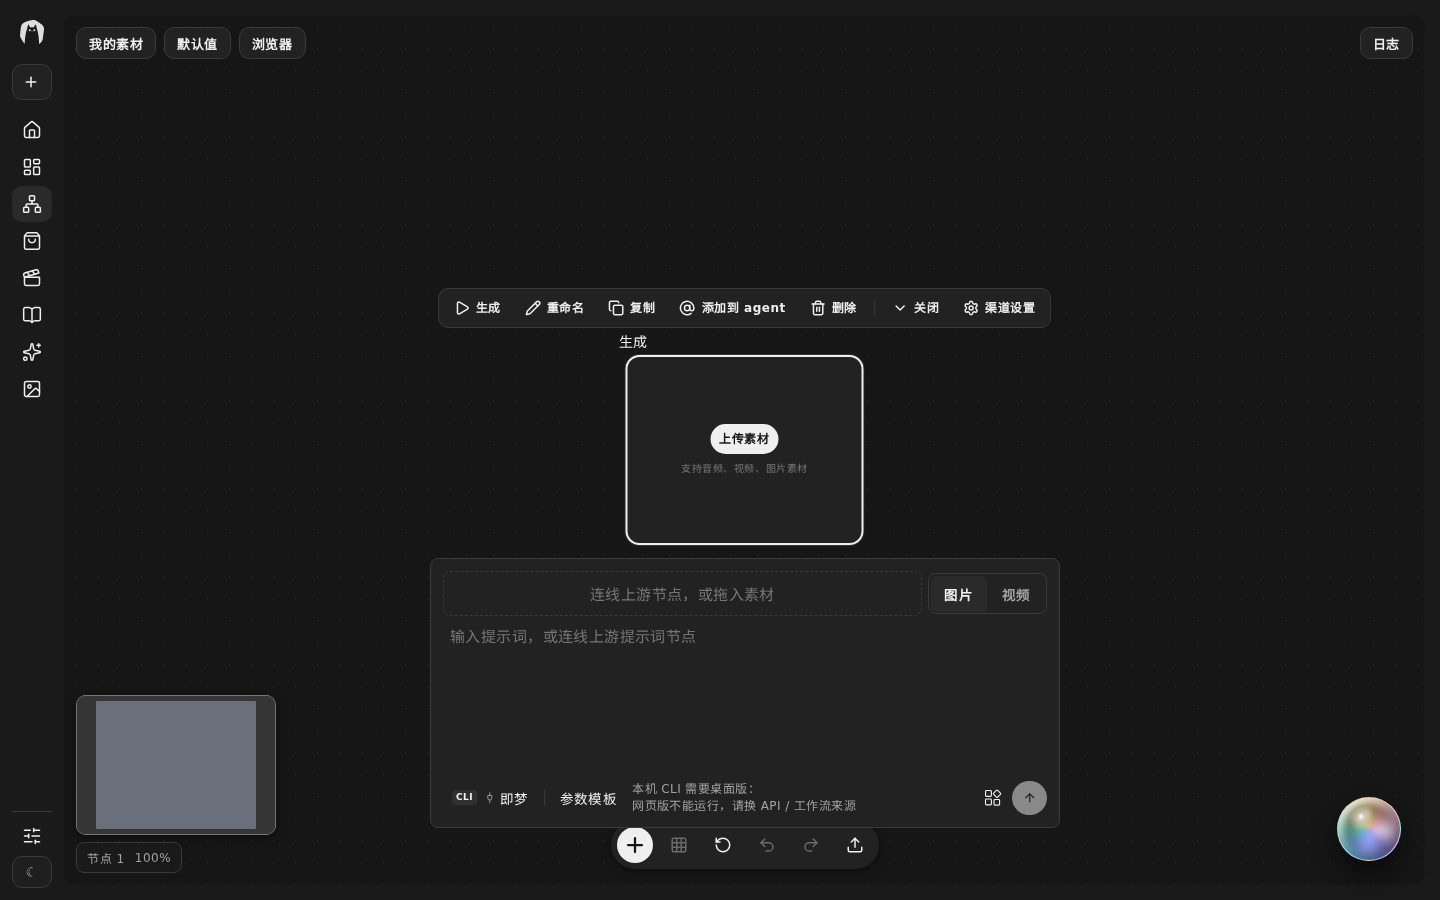 我的素材
默认值
浏览器
日志
生成
重命名
复制
添加到 agent
删除
关闭
渠道设置
生成
上传素材
支持音频、视频、图片素材
连线上游节点，或拖入素材
图片
视频
输入提示词，或连线上游提示词节点
CLI
即梦
参数模板
本机 CLI 需要桌面版：
网页版不能运行，请换 API / 工作流来源
节点 1
100%